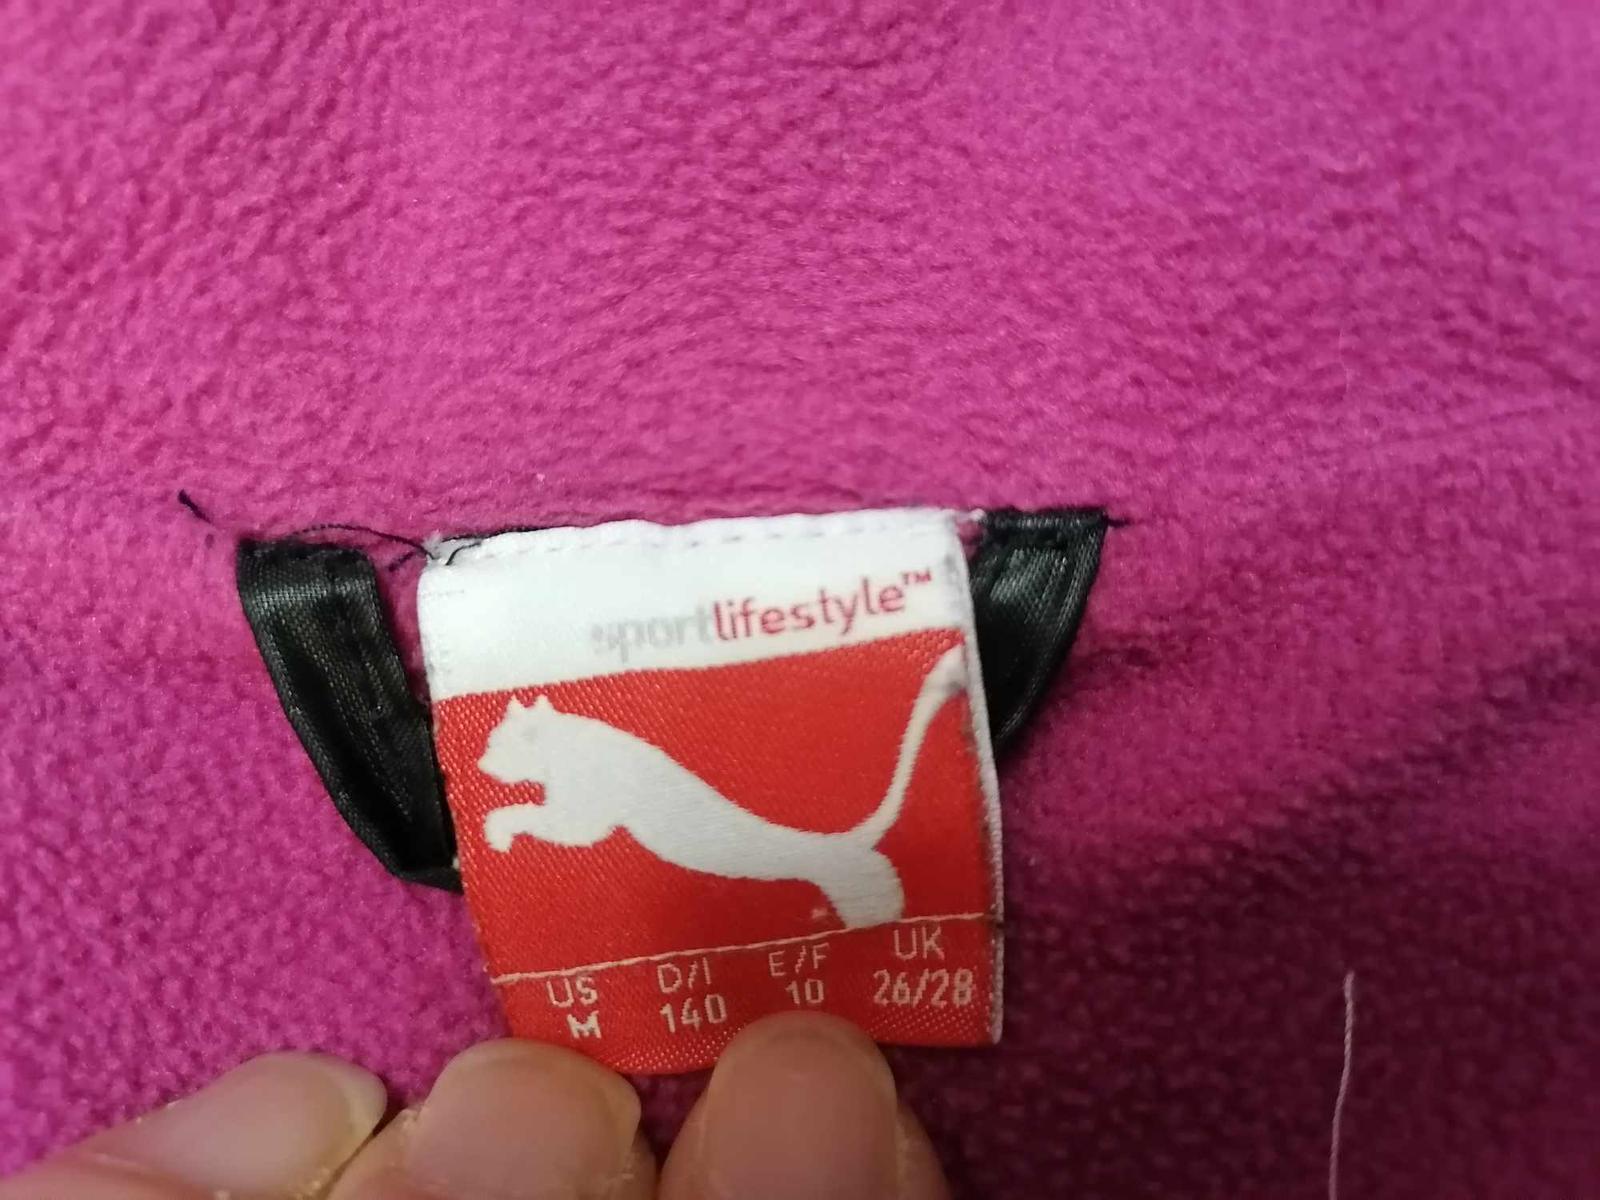 sportlifestyle™
US D/I E/F UK
M 140 10 26/28